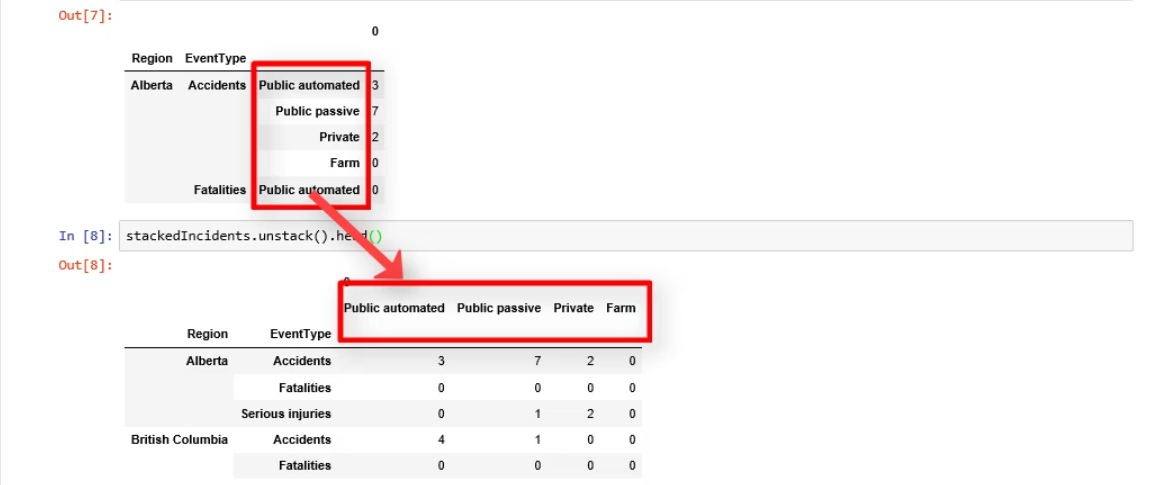 Out[7]:
0
Region EventType
Alberta Accidents Public automated 3
Public passive 7
Private 2
Farm 0
Fatalities Public automated 0
In [8]: stackedIncidents.unstack().head()
Out[8]:
0
Public automated Public passive Private Farm
Region EventType
Alberta Accidents 3 7 2 0
Fatalities 0 0 0 0
Serious injuries 0 1 2 0
British Columbia Accidents 4 1 0 0
Fatalities 0 0 0 0